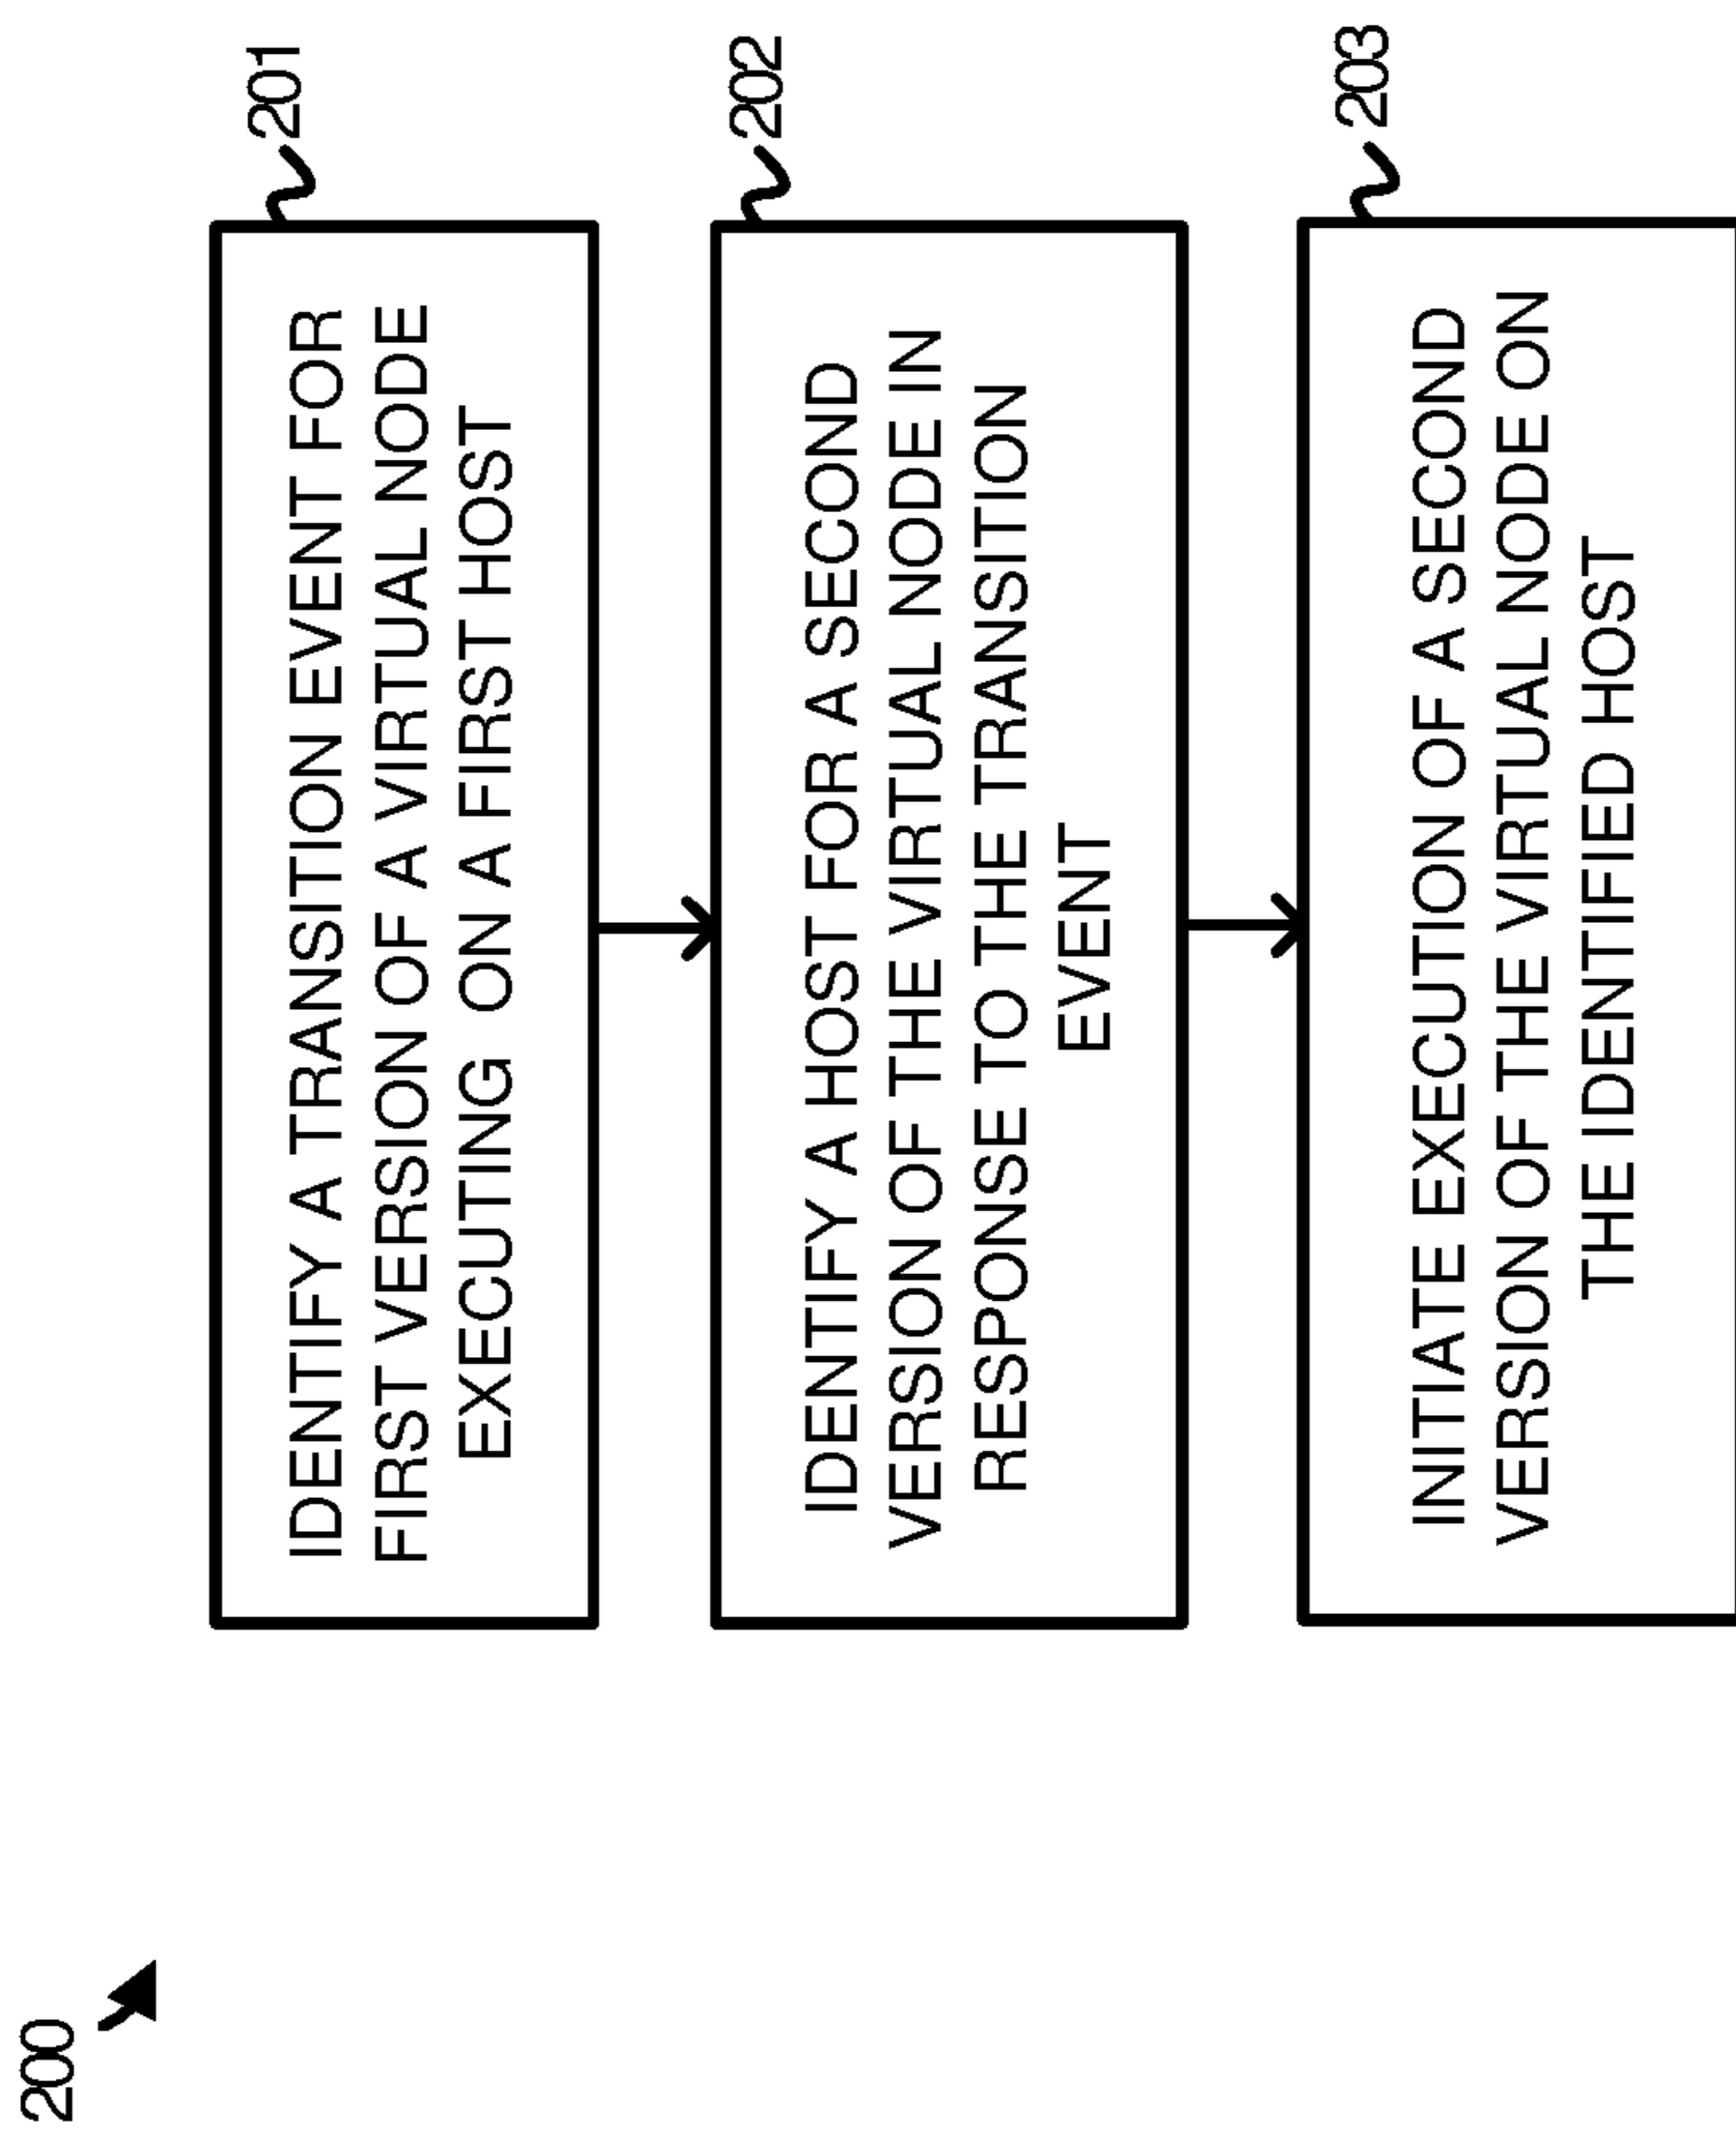 200
201
IDENTIFY A TRANSITION EVENT FOR
FIRST VERSION OF A VIRTUAL NODE
EXECUTING ON A FIRST HOST
202
IDENTIFY A HOST FOR A SECOND
VERSION OF THE VIRTUAL NODE IN
RESPONSE TO THE TRANSITION
EVENT
203
INITIATE EXECUTION OF A SECOND
VERSION OF THE VIRTUAL NODE ON
THE IDENTIFIED HOST